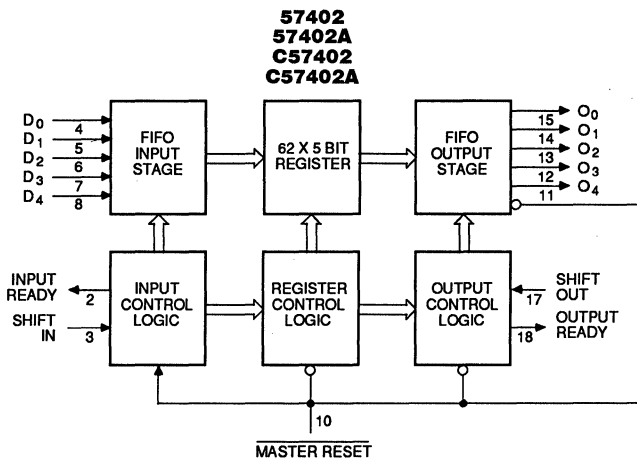 57402
57402A
C57402
C57402A
D0
4
D1
5
D2
6
D3
7
D4
8
FIFO
INPUT
STAGE
62 X 5 BIT
REGISTER
FIFO
OUTPUT
STAGE
O0
15
O1
14
O2
13
O3
12
O4
11
INPUT
READY
2
SHIFT
IN
3
INPUT
CONTROL
LOGIC
REGISTER
CONTROL
LOGIC
OUTPUT
CONTROL
LOGIC
17
SHIFT
OUT
18
OUTPUT
READY
10
MASTER RESET